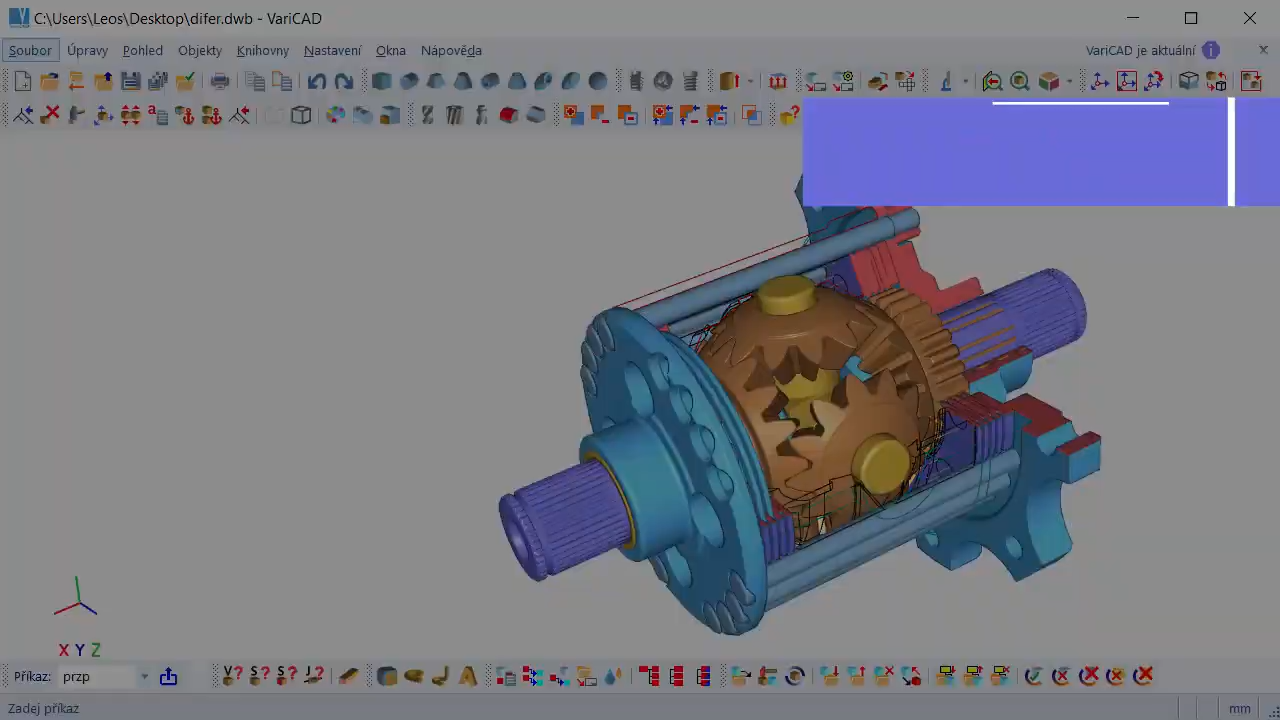 C:\Users\Leos\Desktop\difer.dwb - VariCAD
Soubor Úpravy Pohled Objekty Knihovny Nastavení Okna Nápověda VariCAD je aktuální
X Y Z
Příkaz: przp
Zadej příkaz mm